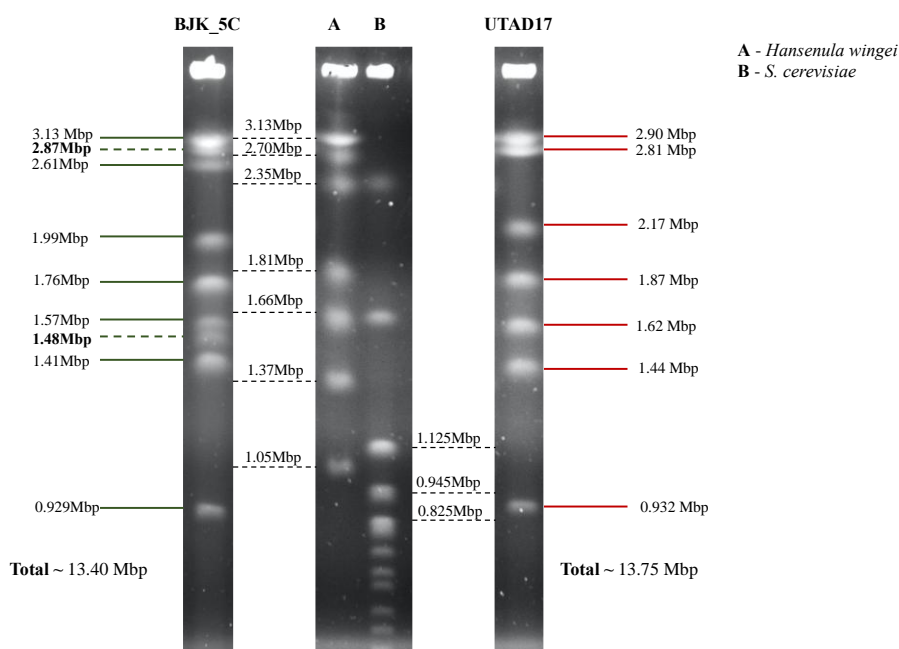 BJK_5C
A
B
UTAD17
A - Hansenula wingei
B - S. cerevisiae
3.13 Mbp
2.87Mbp
2.61Mbp
1.99Mbp
1.76Mbp
1.57Mbp
1.48Mbp
1.41Mbp
0.929Mbp
Total ~ 13.40 Mbp
3.13Mbp
2.70Mbp
2.35Mbp
1.81Mbp
1.66Mbp
1.37Mbp
1.05Mbp
1.125Mbp
0.945Mbp
0.825Mbp
2.90 Mbp
2.81 Mbp
2.17 Mbp
1.87 Mbp
1.62 Mbp
1.44 Mbp
0.932 Mbp
Total ~ 13.75 Mbp